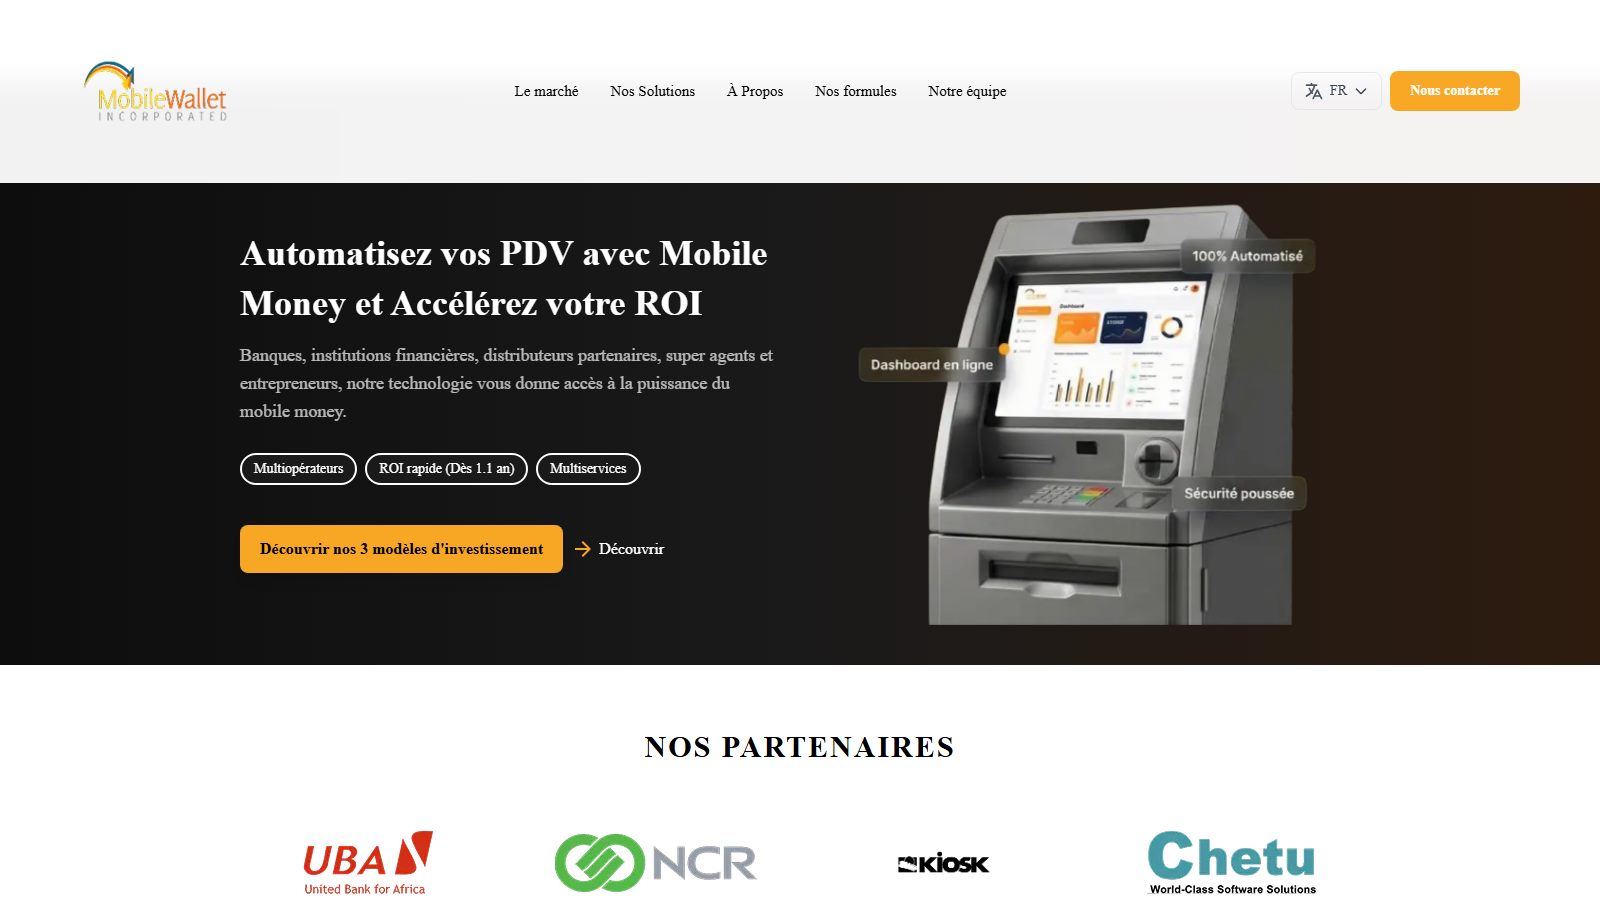 MobileWallet
INCORPORATED
Le marché
Nos Solutions
À Propos
Nos formules
Notre équipe
FR
Nous contacter
Automatisez vos PDV avec Mobile
Money et Accélérez votre ROI
Banques, institutions financières, distributeurs partenaires, super agents et
entrepreneurs, notre technologie vous donne accès à la puissance du
mobile money.
Multiopérateurs
ROI rapide (Dès 1.1 an)
Multiservices
Découvrir nos 3 modèles d'investissement
Découvrir
100% Automatisé
Dashboard
Dashboard en ligne
Sécurité poussée
NOS PARTENAIRES
UBA
United Bank for Africa
NCR
KIOSK
Chetu
World-Class Software Solutions